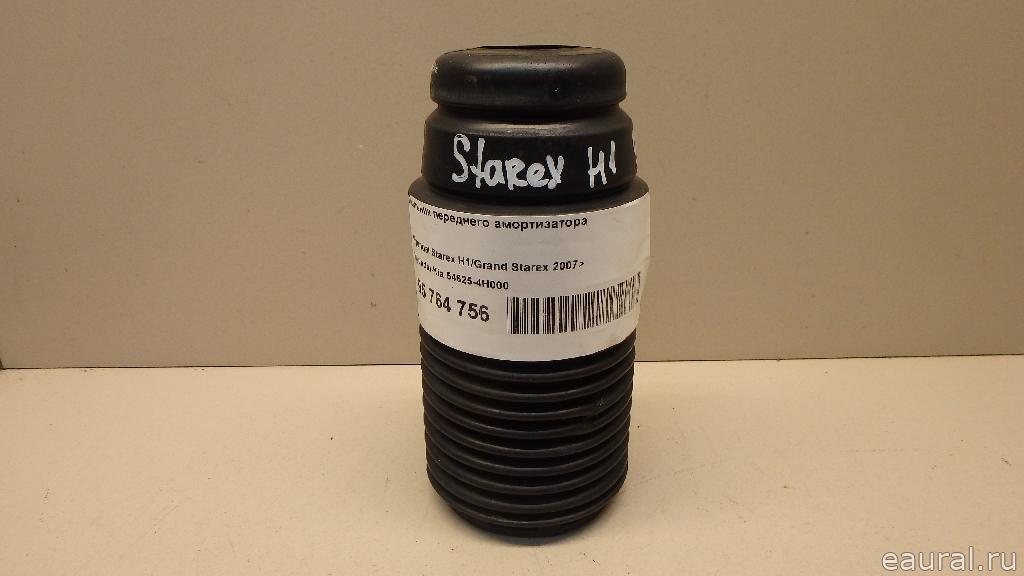 Starex H1
переднего амортизатора
Starex H1/Grand Starex 2007>
54625-4H000
764 756
eaural.ru